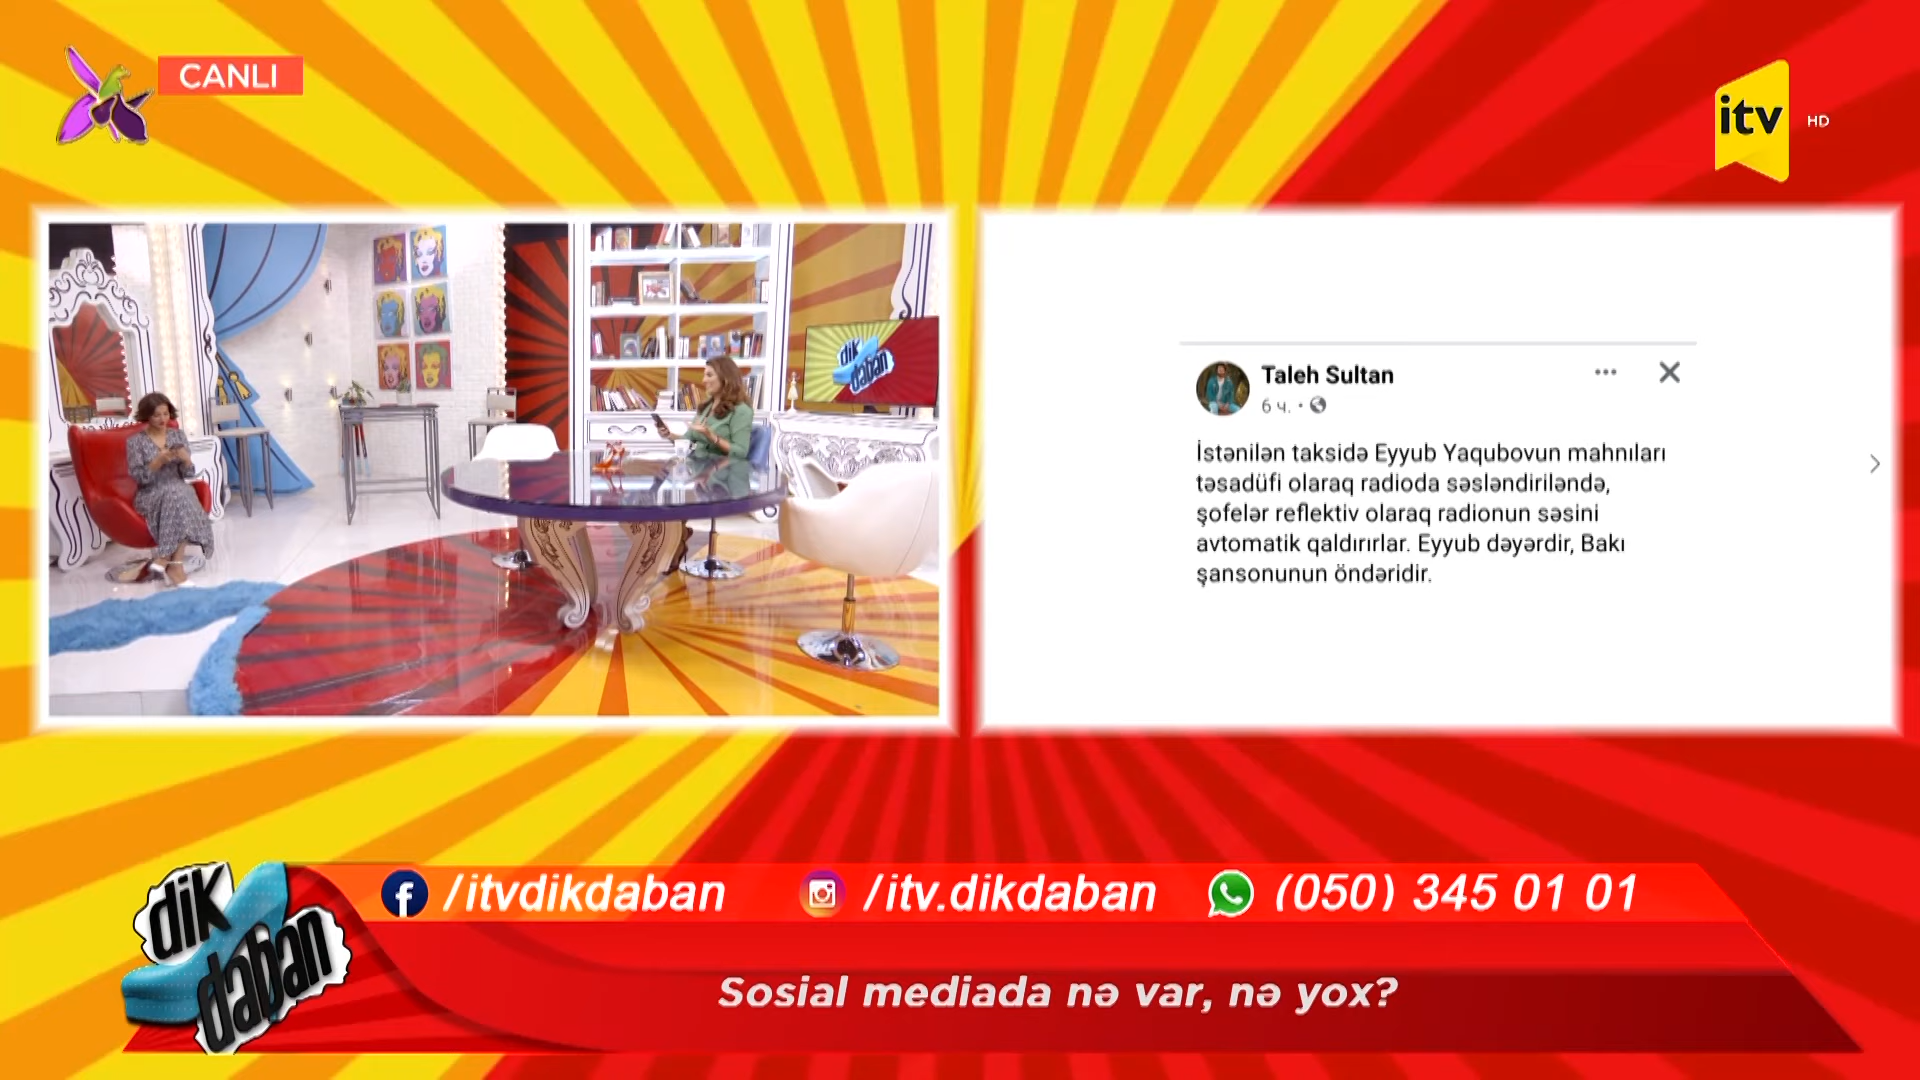 CANLI
itv
HD
dik
daban
Taleh Sultan
6 ч.
İstənilən taksidə Eyyub Yaqubovun mahnıları
təsadüfi olaraq radioda səsləndiriləndə,
şofelər reflektiv olaraq radionun səsini
avtomatik qaldırırlar. Eyyub dəyərdir, Bakı
şansonunun öndəridir.
dik
daban
/itvdikdaban
/itv.dikdaban
(050) 345 01 01
Sosial mediada nə var, nə yox?